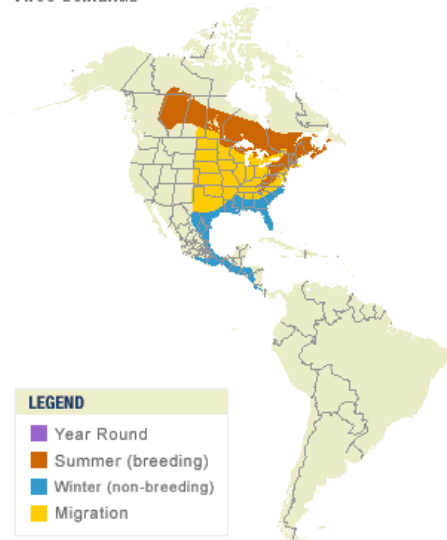 LEGEND
Year Round
Summer (breeding)
Winter (non-breeding)
Migration